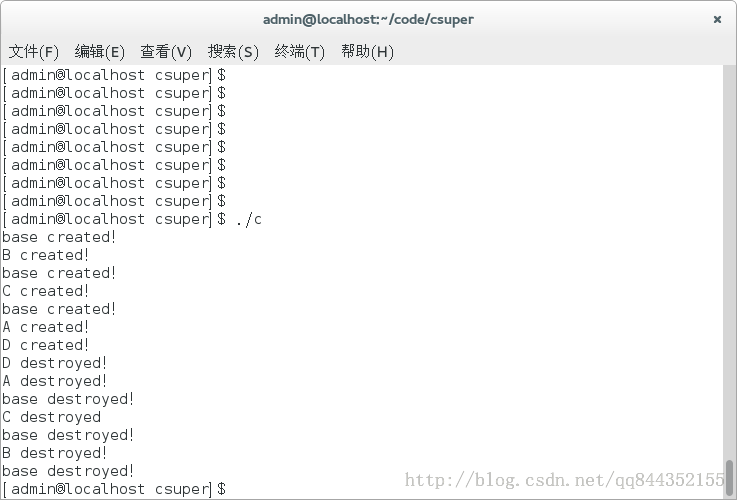 admin@localhost:~/code/csuper ×
文件(F) 编辑(E) 查看(V) 搜索(S) 终端(T) 帮助(H)
[admin@localhost csuper]$
[admin@localhost csuper]$
[admin@localhost csuper]$
[admin@localhost csuper]$
[admin@localhost csuper]$
[admin@localhost csuper]$
[admin@localhost csuper]$
[admin@localhost csuper]$
[admin@localhost csuper]$ ./c
base created!
B created!
base created!
C created!
base created!
A created!
D created!
D destroyed!
A destroyed!
base destroyed!
C destroyed
base destroyed!
B destroyed!
base destroyed!
[admin@localhost csuper]$
http://blog.csdn.net/qq844352155